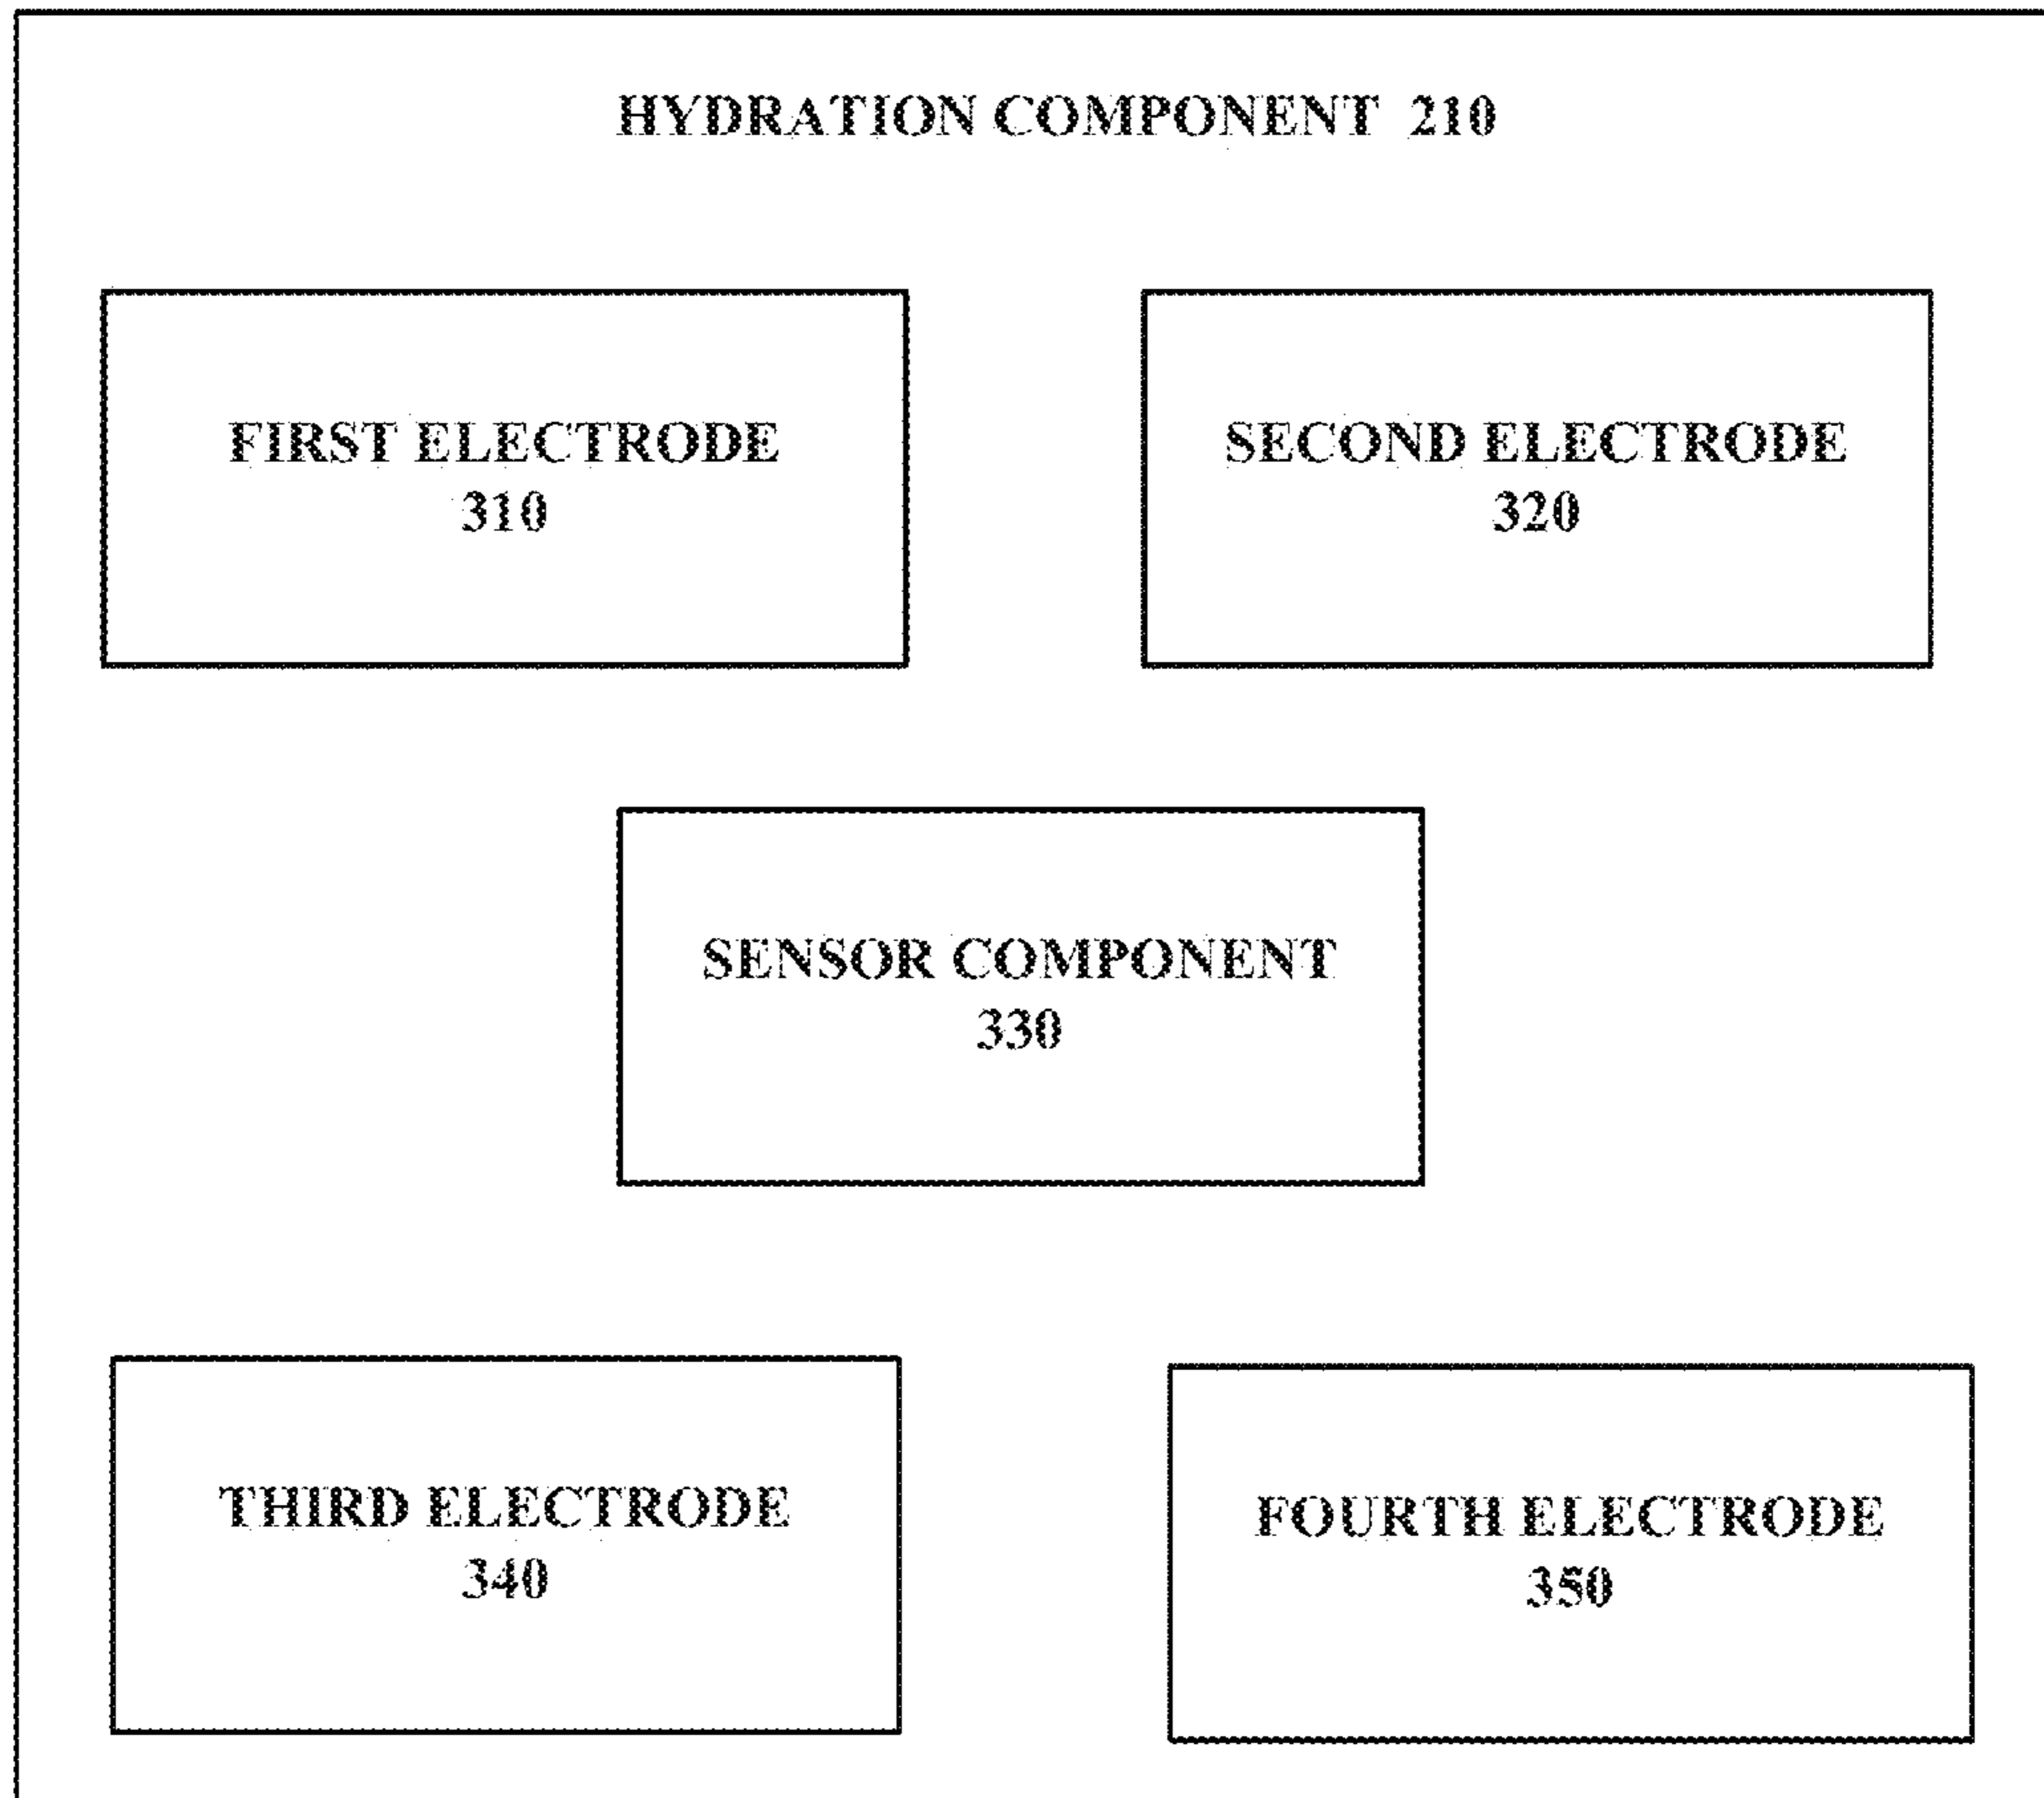 HYDRATION COMPONENT 210
FIRST ELECTRODE
310
SECOND ELECTRODE
320
SENSOR COMPONENT
330
THIRD ELECTRODE
340
FOURTH ELECTRODE
350